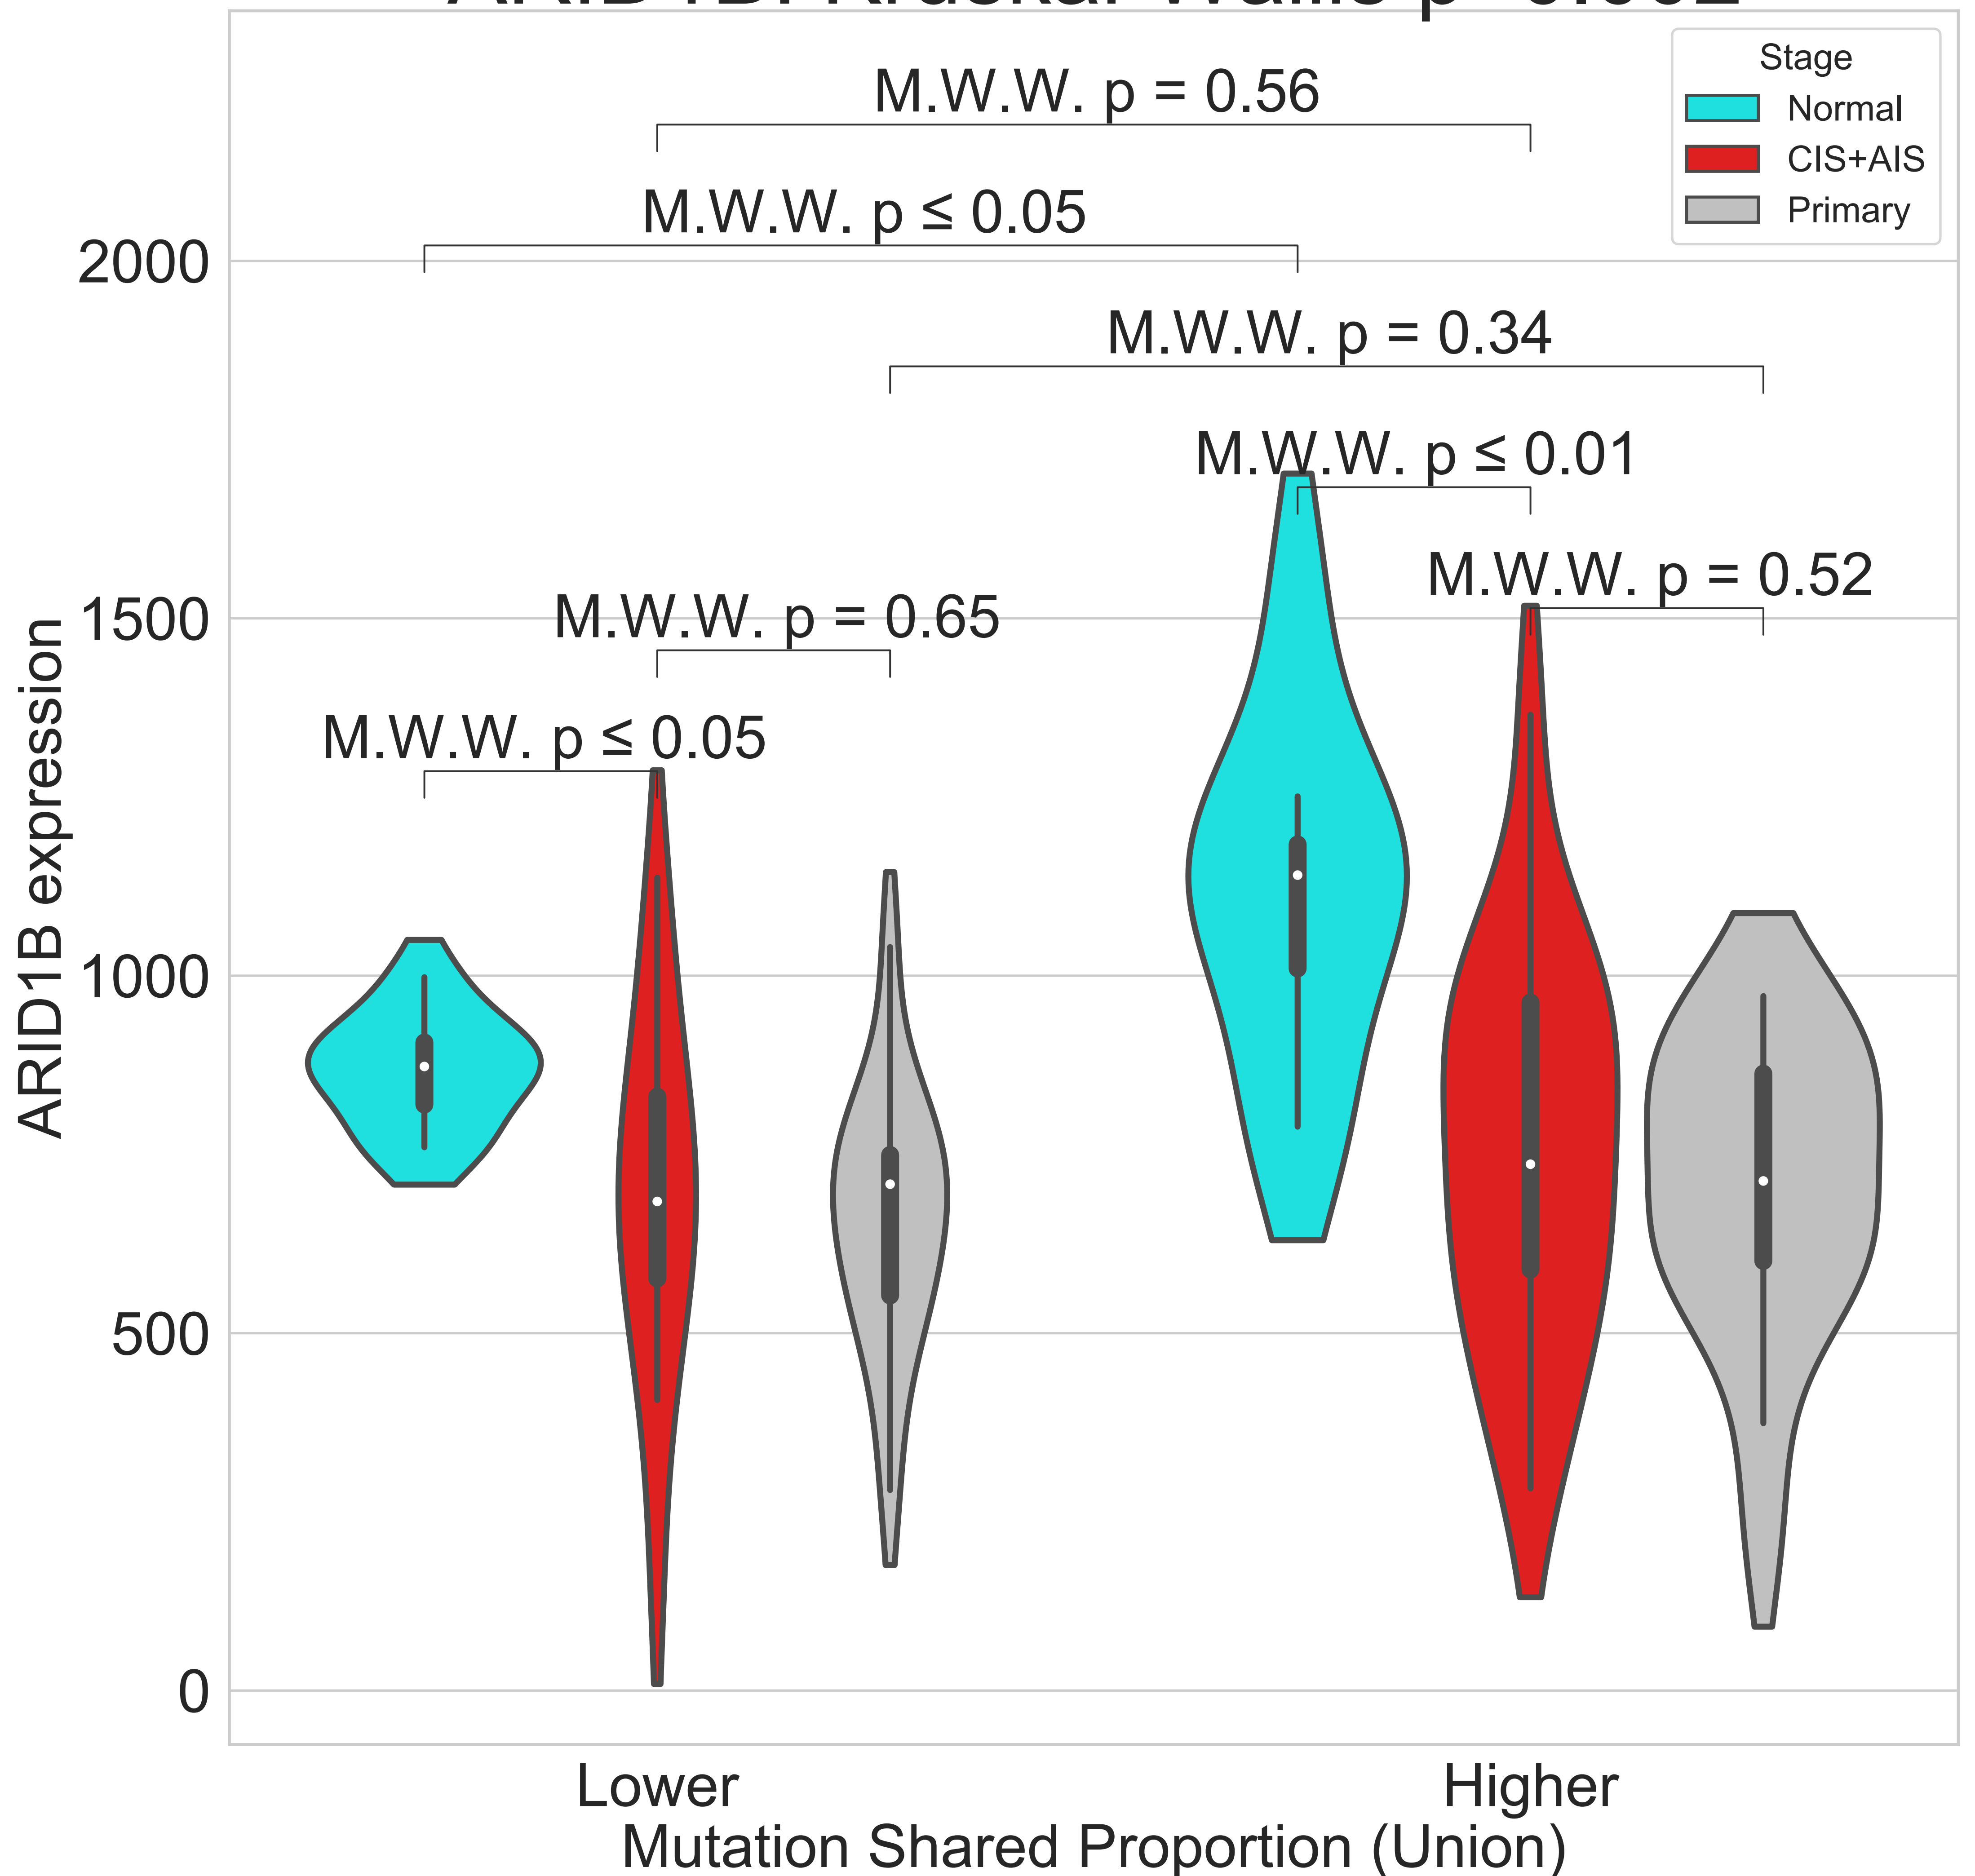 Stage
Normal
CIS+AIS
Primary
M.W.W. p = 0.56
M.W.W. p ≤ 0.05
M.W.W. p = 0.34
M.W.W. p ≤ 0.01
M.W.W. p = 0.52
M.W.W. p = 0.65
M.W.W. p ≤ 0.05
2000
1500
1000
500
0
ARID1B expression
Lower
Higher
Mutation Shared Proportion (Union)